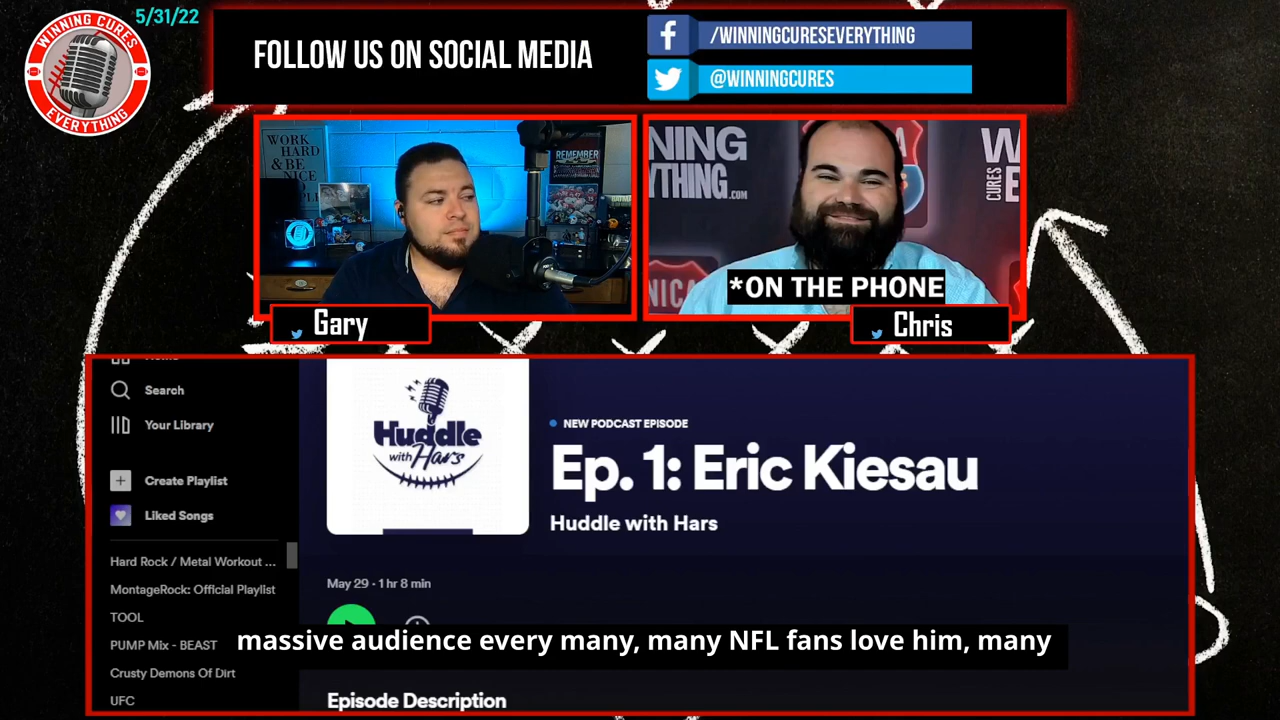 5/31/22
WINNING CURES
EVERYTHING
FOLLOW US ON SOCIAL MEDIA
/WINNINGCURESEVERYTHING
@WINNINGCURES
WORK
HARD
& BE
NICE
REMEMBER
NING
YTHING.COM
W
CURES
E
NICA
*ON THE PHONE
Gary
Chris
Search
Your Library
Create Playlist
Liked Songs
Hard Rock / Metal Workout ...
MontageRock: Official Playlist
TOOL
PUMP Mix - BEAST
Crusty Demons Of Dirt
UFC
Huddle
with Hars
NEW PODCAST EPISODE
Ep. 1: Eric Kiesau
Huddle with Hars
May 29 · 1 hr 8 min
massive audience every many, many NFL fans love him, many
Episode Description